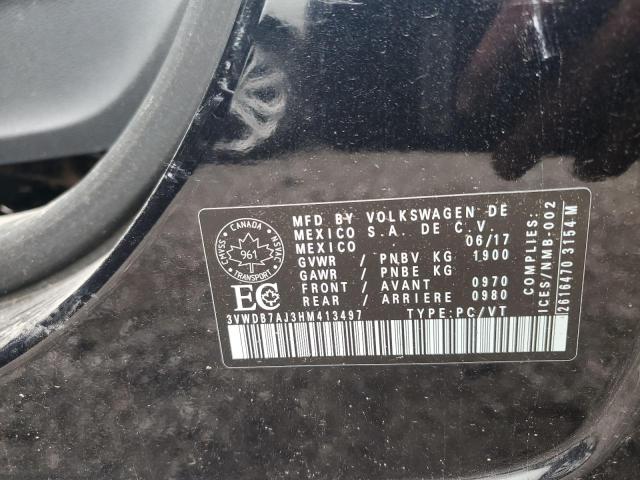 CANADA
CMVSS
NSVAC
961
TRANSPORT
EC
MFD BY VOLKSWAGEN DE
MEXICO S.A. DE C.V.
MEXICO 06/17
GVWR / PNBV KG 1900
GAWR / PNBE KG
FRONT / AVANT 0970
REAR / ARRIERE 0980
3VWDB7AJ3HM413497 TYPE:PC/VT
COMPLIES:
ICES/NMB-002
2616470 3154 M